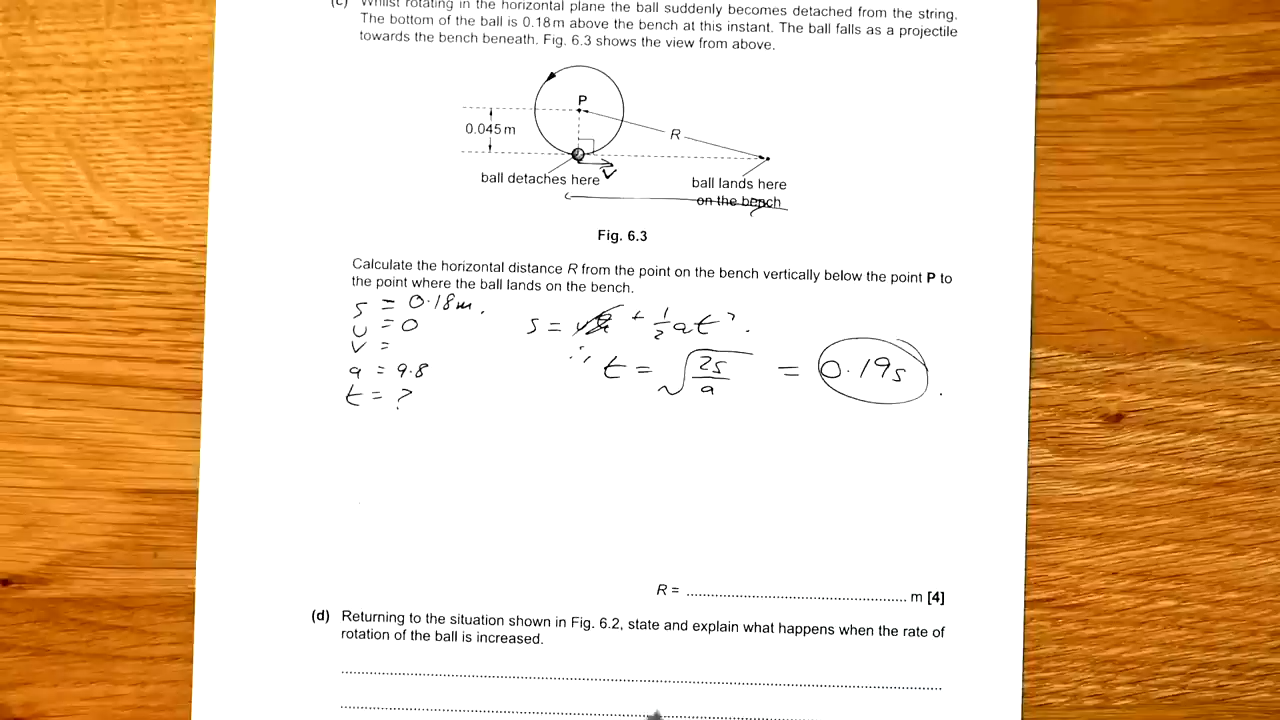 (c) Whilst rotating in the horizontal plane the ball suddenly becomes detached from the string.
The bottom of the ball is 0.18 m above the bench at this instant. The ball falls as a projectile
towards the bench beneath. Fig. 6.3 shows the view from above.
P
0.045 m
R
ball detaches here
v
ball lands here
on the bench
Fig. 6.3
Calculate the horizontal distance R from the point on the bench vertically below the point P to
the point where the ball lands on the bench.
s = 0.18m.
u = 0
v =
a = 9.8
t = ?
s = ut + ½at².
∴ t = √(2s/a) = 0.19s.
R = ................................................ m [4]
(d) Returning to the situation shown in Fig. 6.2, state and explain what happens when the rate of
rotation of the ball is increased.